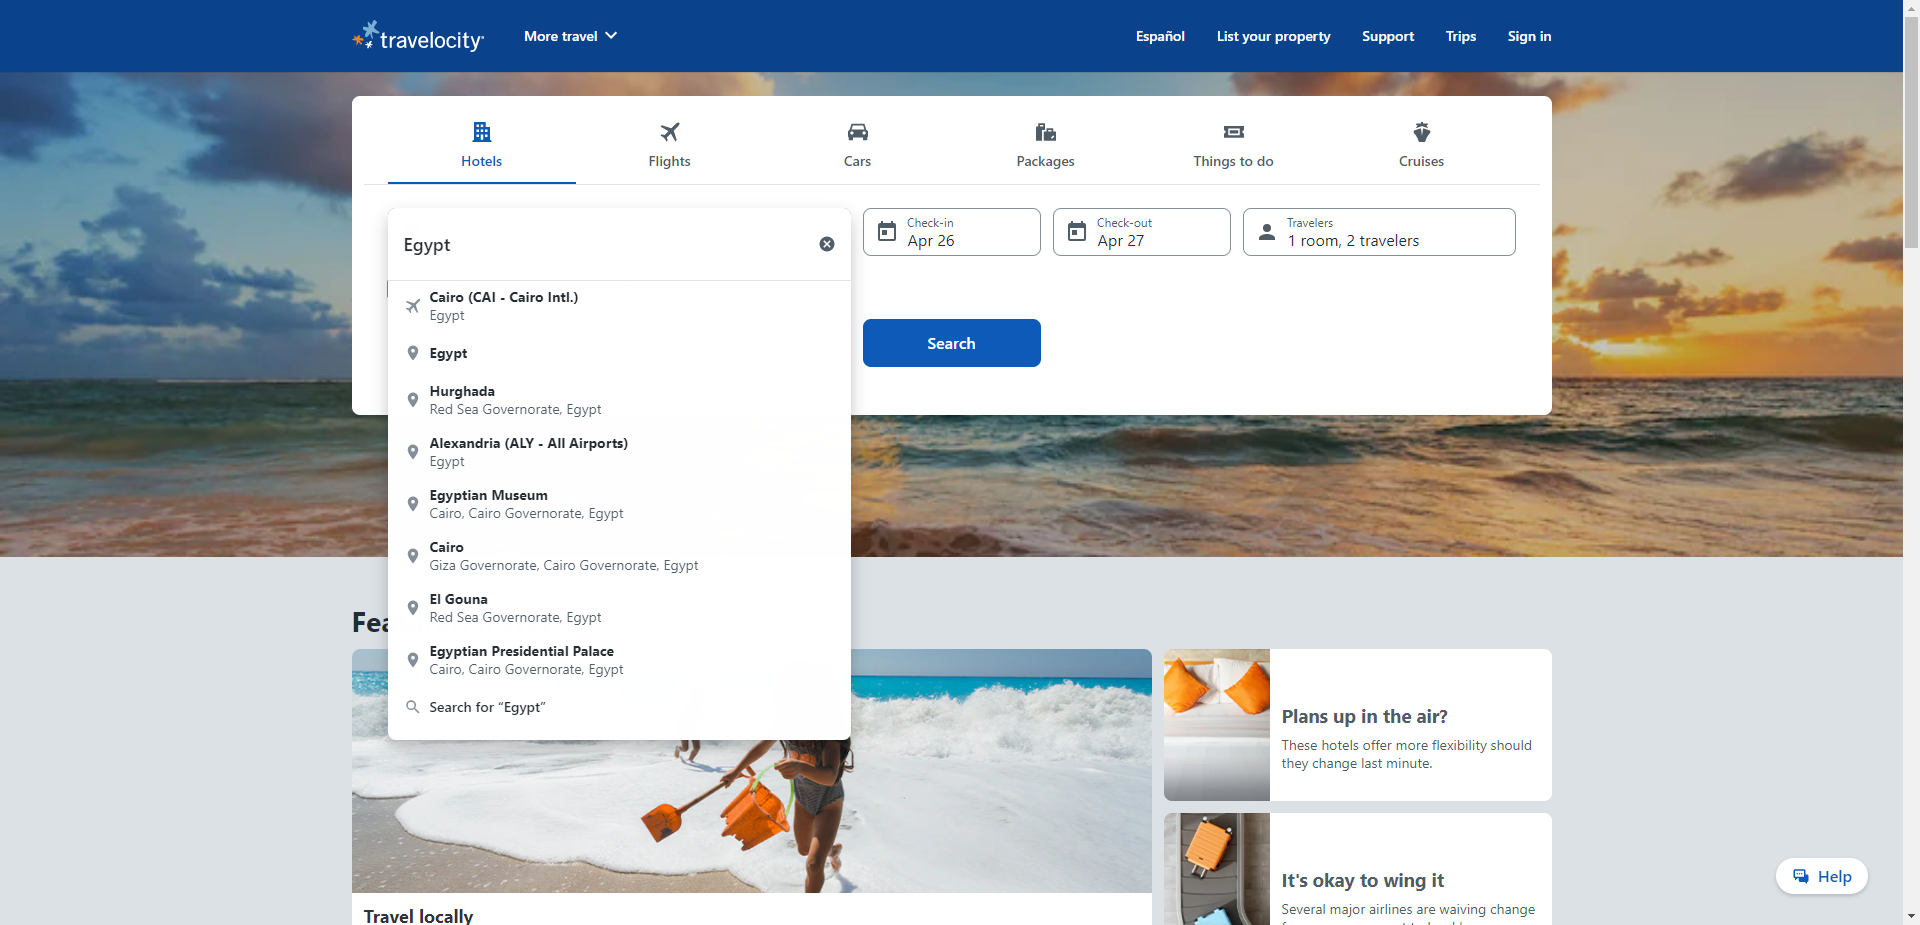 travelocity
More travel
Español
List your property
Support
Trips
Sign in
Hotels
Flights
Cars
Packages
Things to do
Cruises
Egypt
Check-in
Apr 26
Check-out
Apr 27
Travelers
1 room, 2 travelers
Cairo (CAI - Cairo Intl.)
Egypt
Egypt
Hurghada
Red Sea Governorate, Egypt
Alexandria (ALY - All Airports)
Egypt
Egyptian Museum
Cairo, Cairo Governorate, Egypt
Cairo
Giza Governorate, Cairo Governorate, Egypt
El Gouna
Red Sea Governorate, Egypt
Egyptian Presidential Palace
Cairo, Cairo Governorate, Egypt
Search for “Egypt”
Search
Plans up in the air?
These hotels offer more flexibility should
they change last minute.
It's okay to wing it
Several major airlines are waiving change
Travel locally
Help